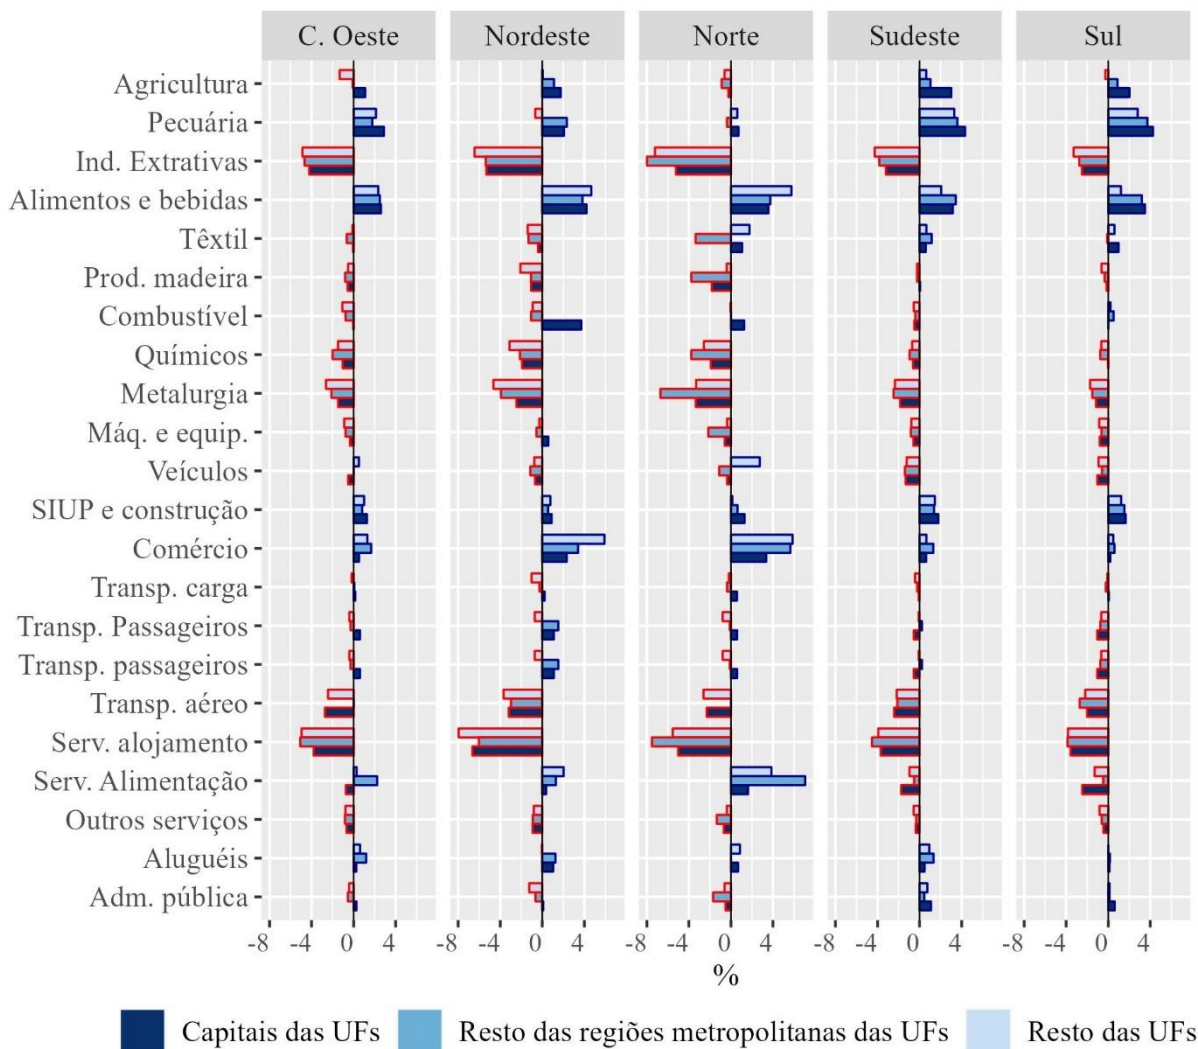 C. Oeste Nordeste Norte Sudeste Sul
Agricultura
Pecuária
Ind. Extrativas
Alimentos e bebidas
Têxtil
Prod. madeira
Combustível
Químicos
Metalurgia
Máq. e equip.
Veículos
SIUP e construção
Comércio
Transp. carga
Transp. Passageiros
Transp. passageiros
Transp. aéreo
Serv. alojamento
Serv. Alimentação
Outros serviços
Aluguéis
Adm. pública
-8 -4 0 4 -8 -4 0 4 -8 -4 0 4 -8 -4 0 4 -8 -4 0 4
%
Capitais das UFs Resto das regiões metropolitanas das UFs Resto das UFs